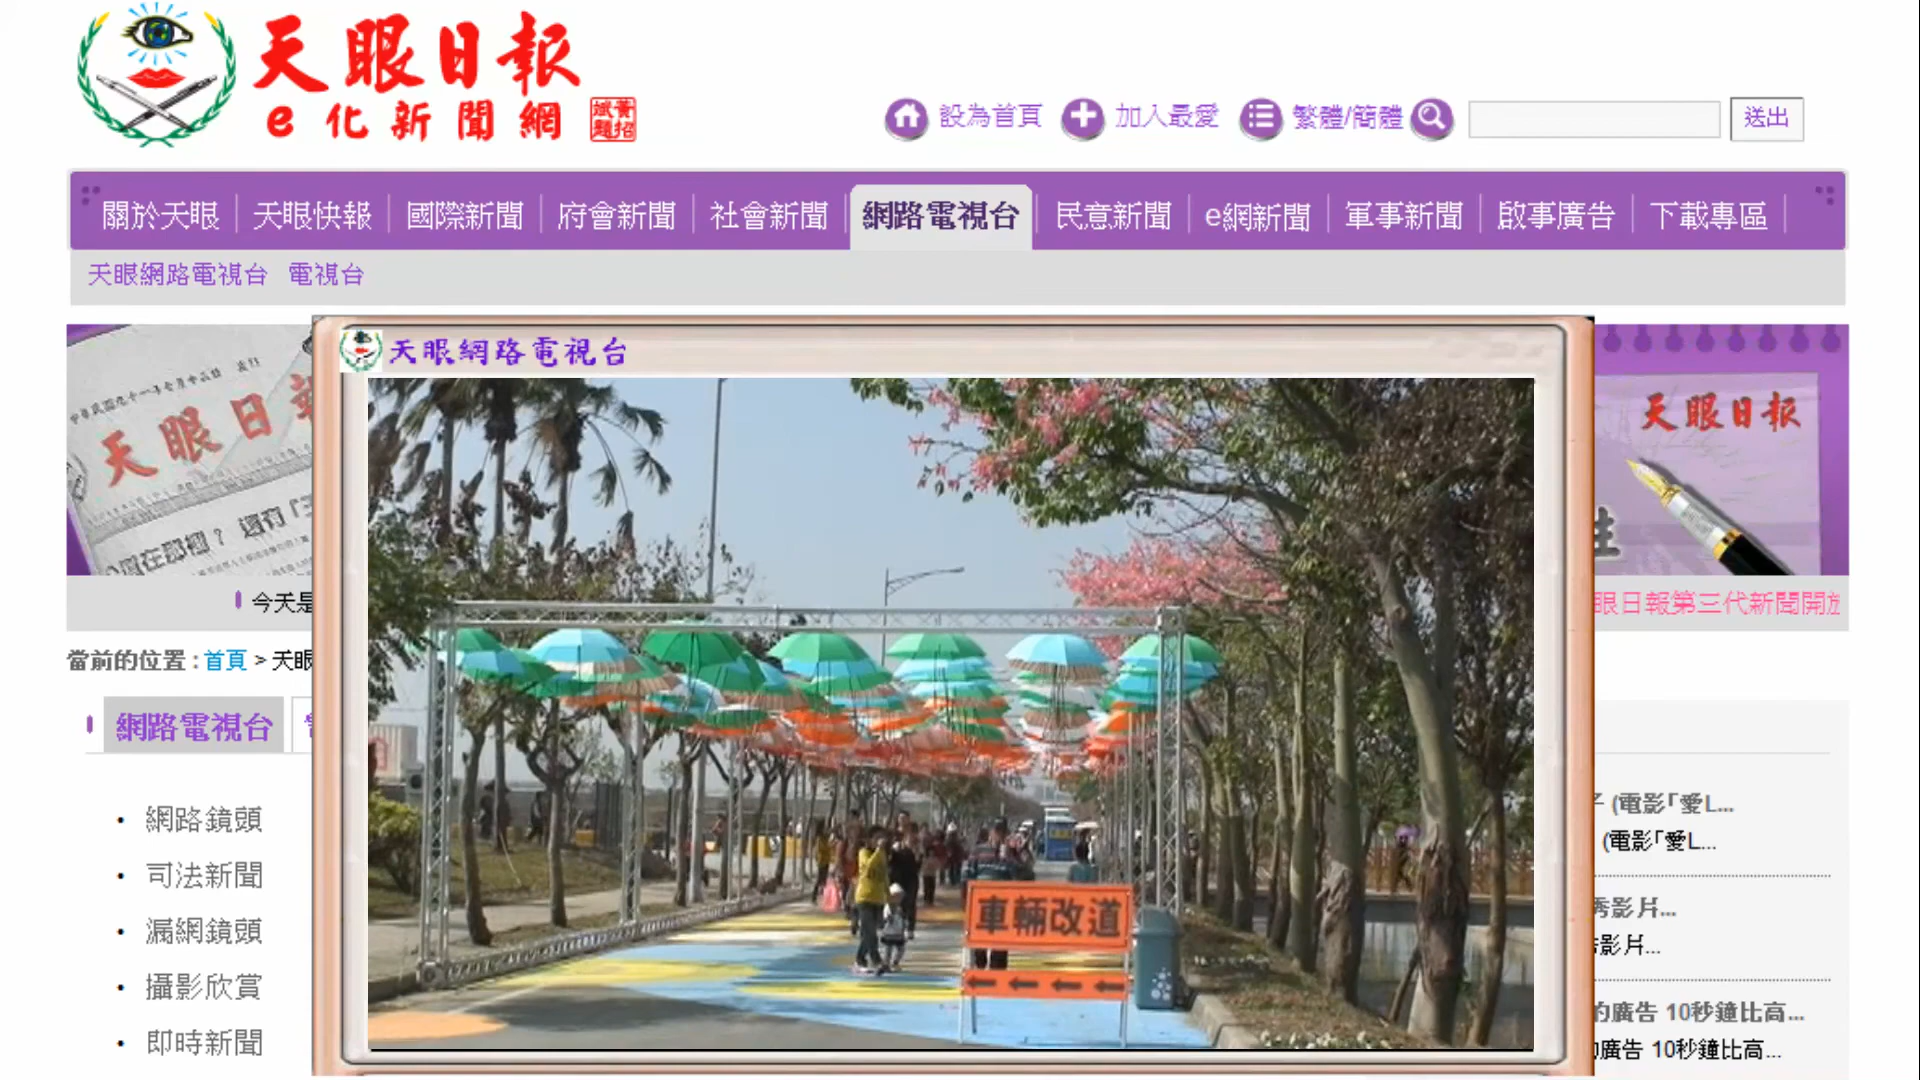 天眼日報
e化新聞網
黃招
斌題
設為首頁
加入最愛
繁體/簡體
送出
關於天眼
天眼快報
國際新聞
府會新聞
社會新聞
網路電視台
民意新聞
e網新聞
軍事新聞
啟事廣告
下載專區
天眼網路電視台 電視台
天眼網路電視台
天眼日報
天眼日
今天是
眼日報第三代新聞開放
當前的位置:首頁 > 天眼
網路電視台
網路鏡頭
司法新聞
漏網鏡頭
攝影欣賞
即時新聞
車輛改道
(電影「愛L...
(電影「愛L...
秀影片...
影片...
的廣告 10秒鐘比高...
廣告 10秒鐘比高...